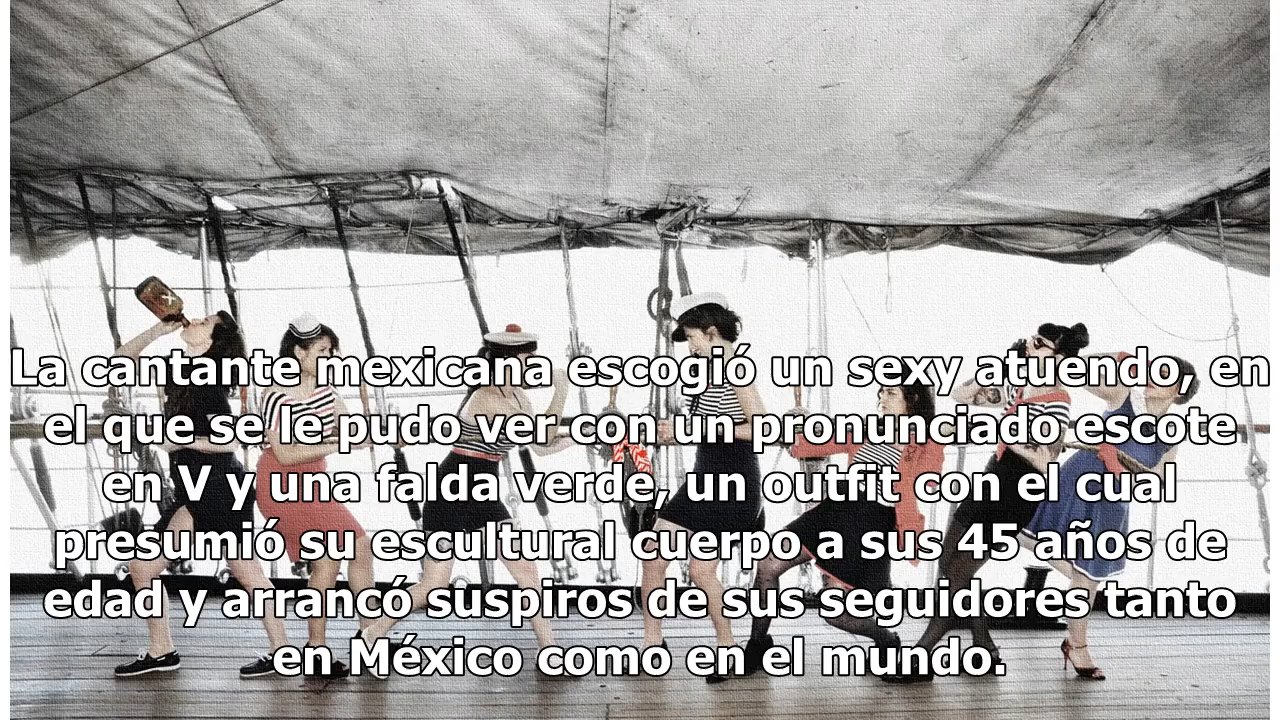 La cantante mexicana escogió un sexy atuendo, en
el que se le pudo ver con un pronunciado escote
en V y una falda verde, un outfit con el cual
presumió su escultural cuerpo a sus 45 años de
edad y arrancó suspiros de sus seguidores tanto
en México como en el mundo.